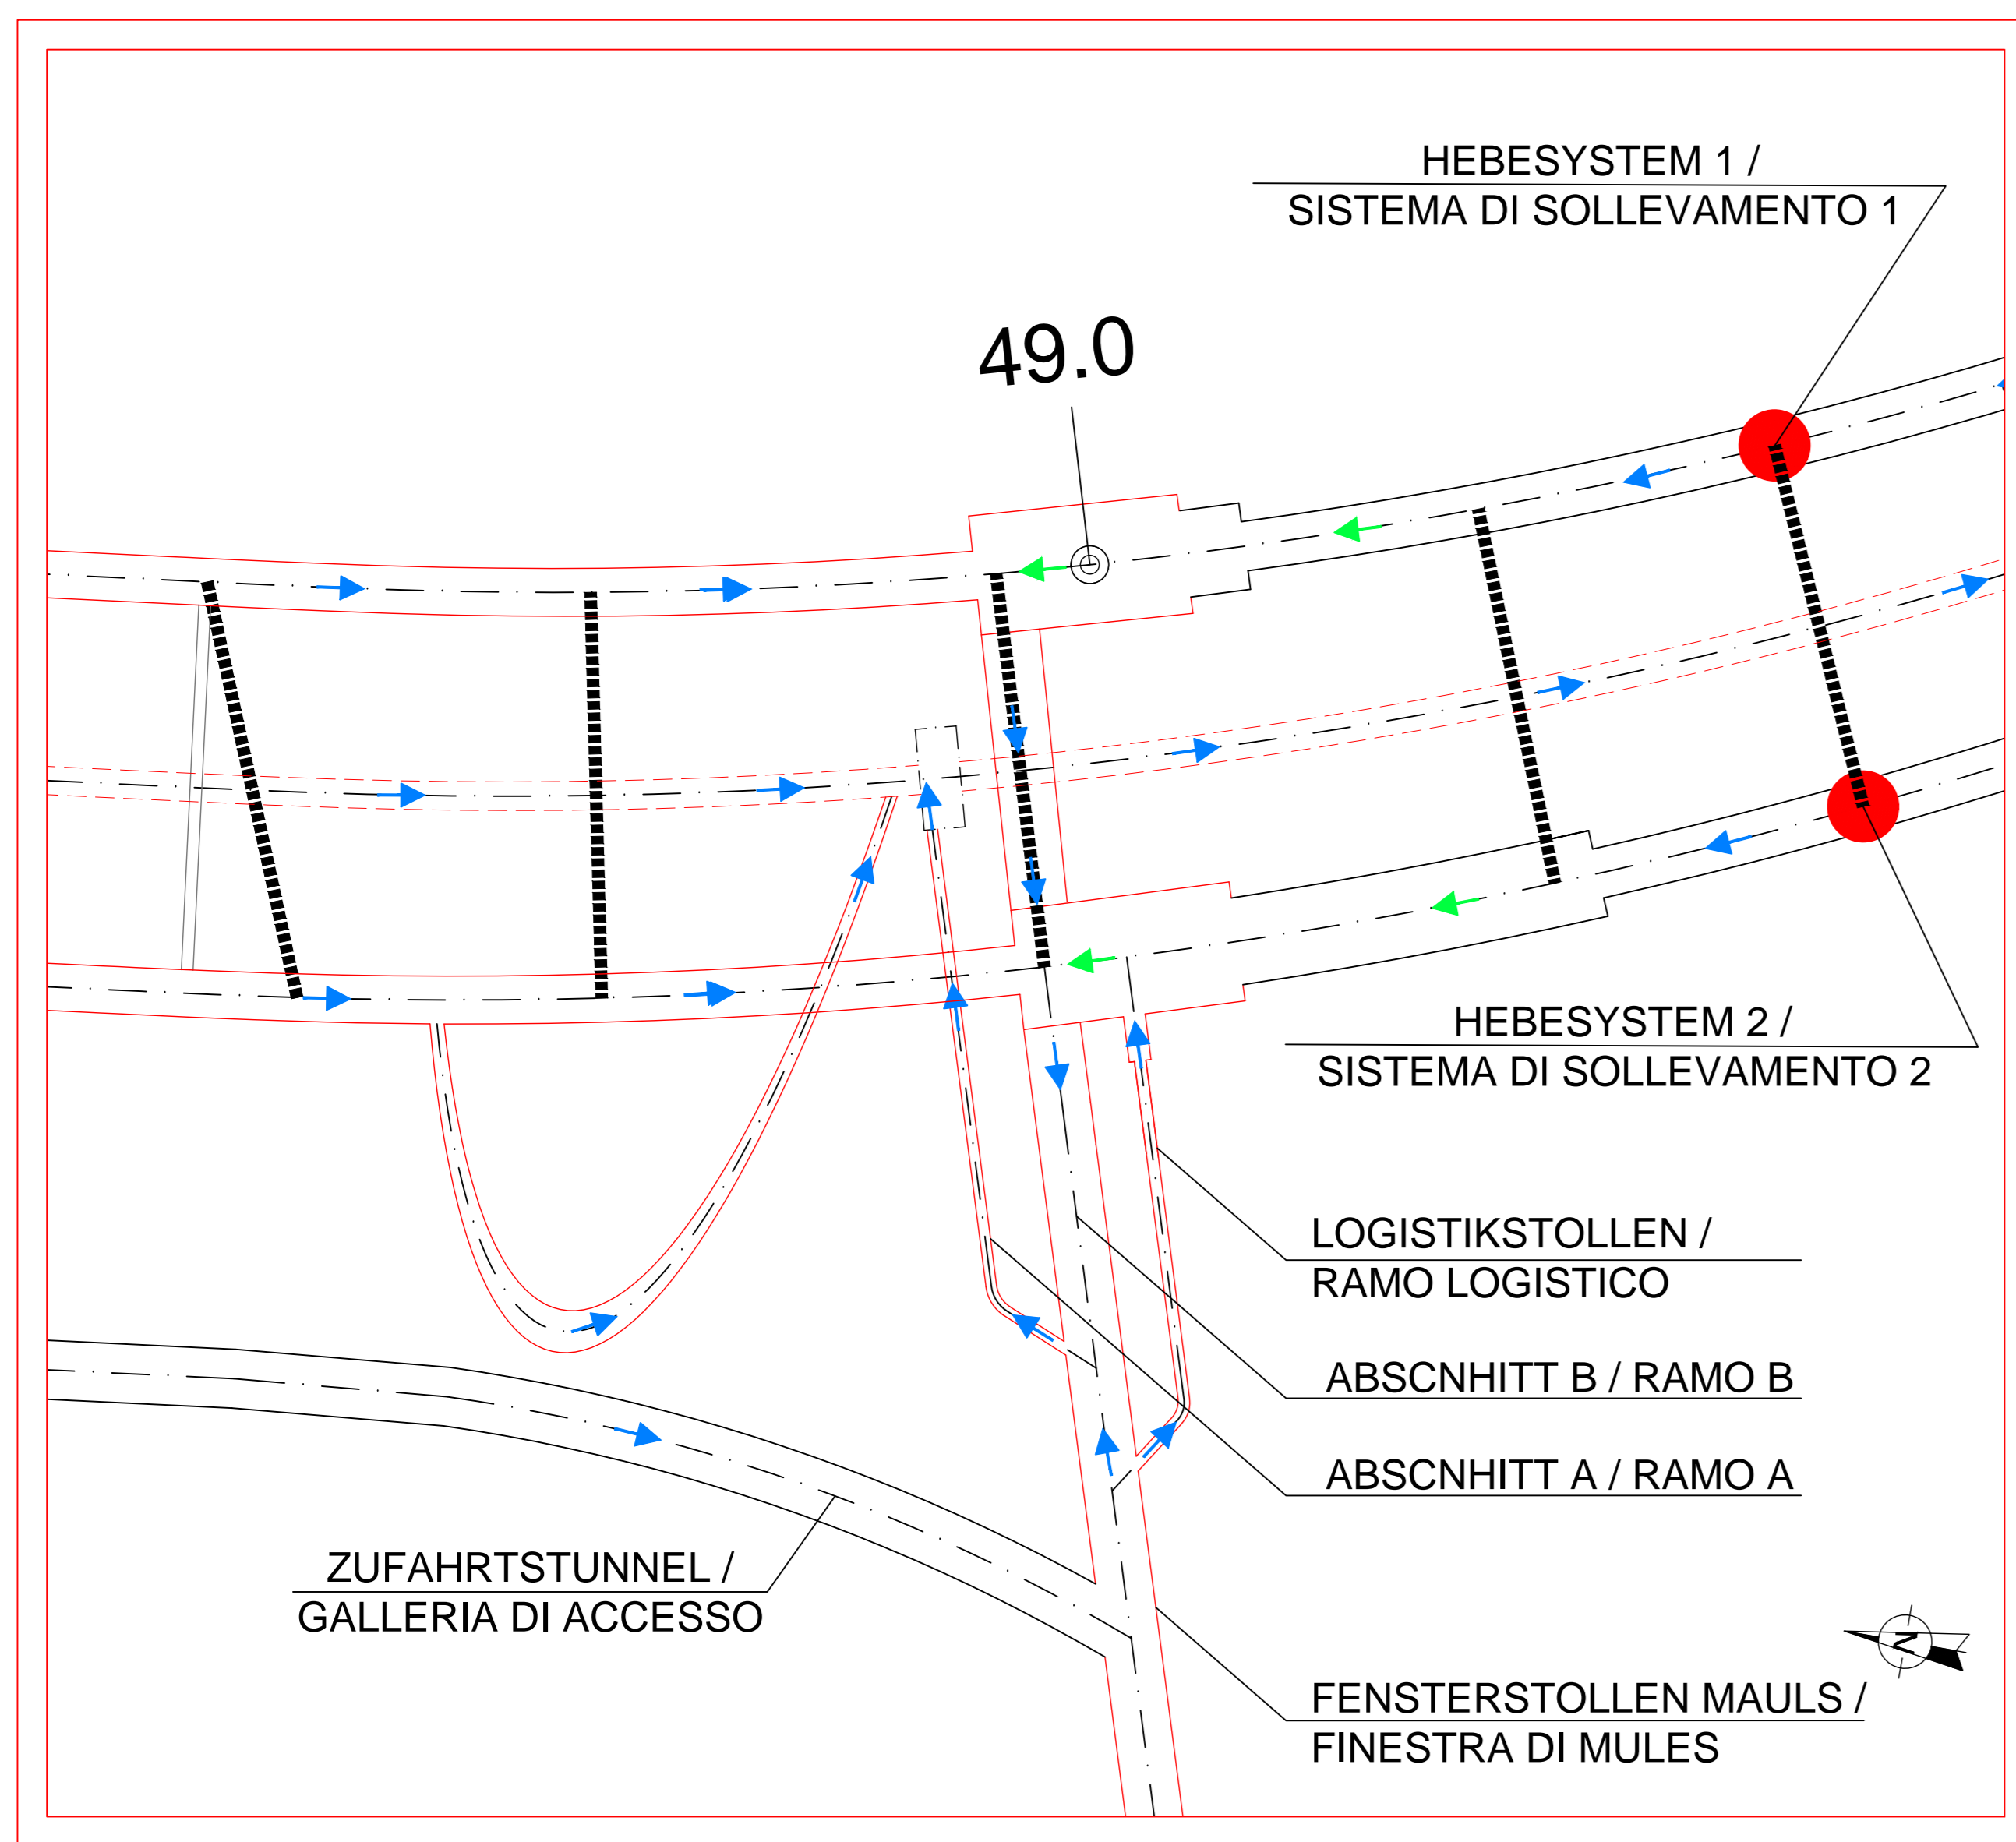 HEBESYSTEM 1 /
SISTEMA DI SOLLEVAMENTO 1
49.0
HEBESYSTEM 2 /
SISTEMA DI SOLLEVAMENTO 2
LOGISTIKSTOLLEN /
RAMO LOGISTICO
ABSCNHITT B / RAMO B
ABSCNHITT A / RAMO A
ZUFAHRTSTUNNEL /
GALLERIA DI ACCESSO
N
FENSTERSTOLLEN MAULS /
FINESTRA DI MULES